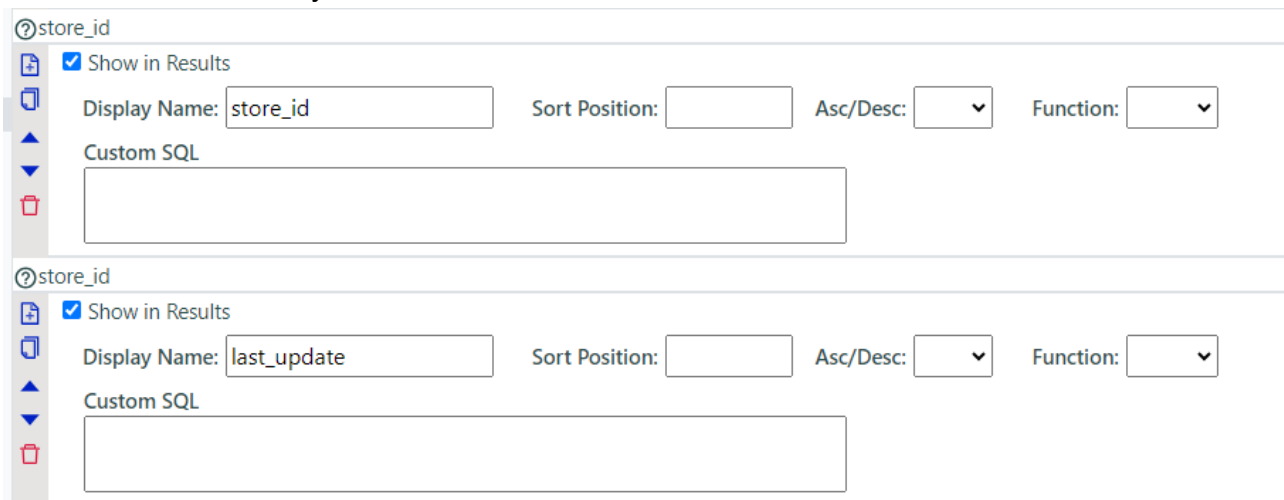 store_id
Show in Results
Display Name: store_id Sort Position: Asc/Desc: Function:
Custom SQL
store_id
Show in Results
Display Name: last_update Sort Position: Asc/Desc: Function:
Custom SQL